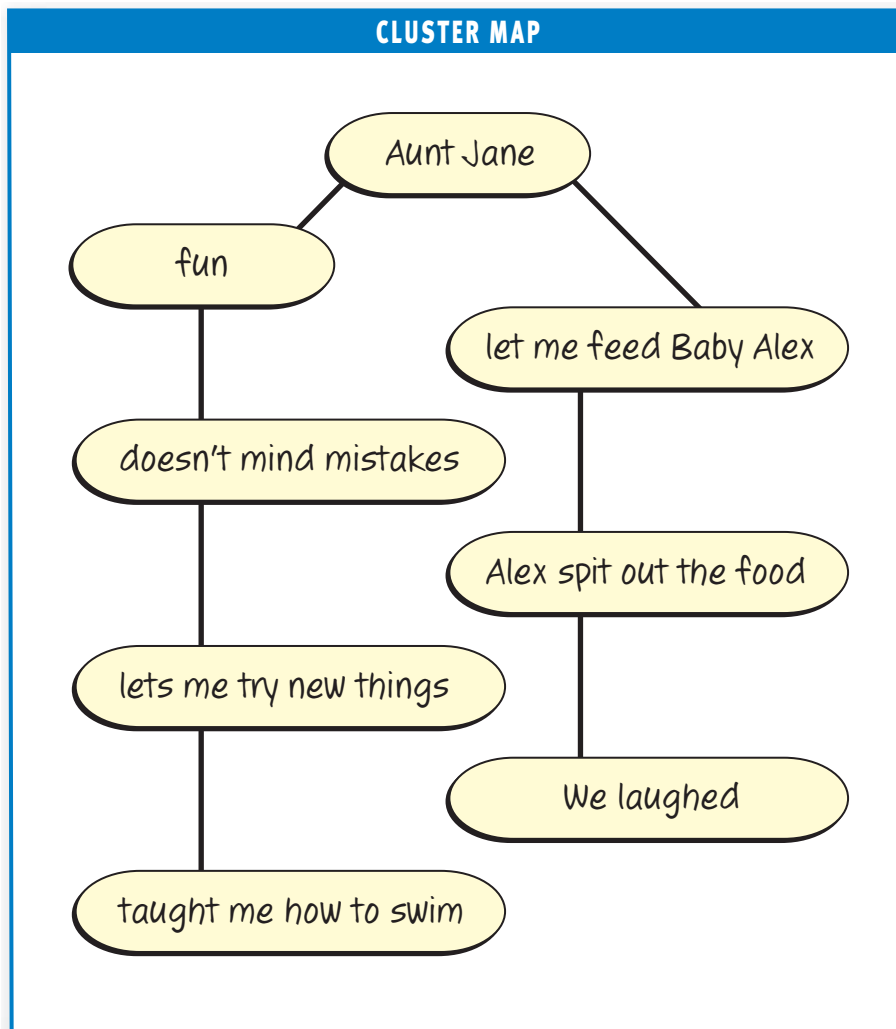 CLUSTER MAP
Aunt Jane
fun
let me feed Baby Alex
doesn't mind mistakes
Alex spit out the food
lets me try new things
We laughed
taught me how to swim